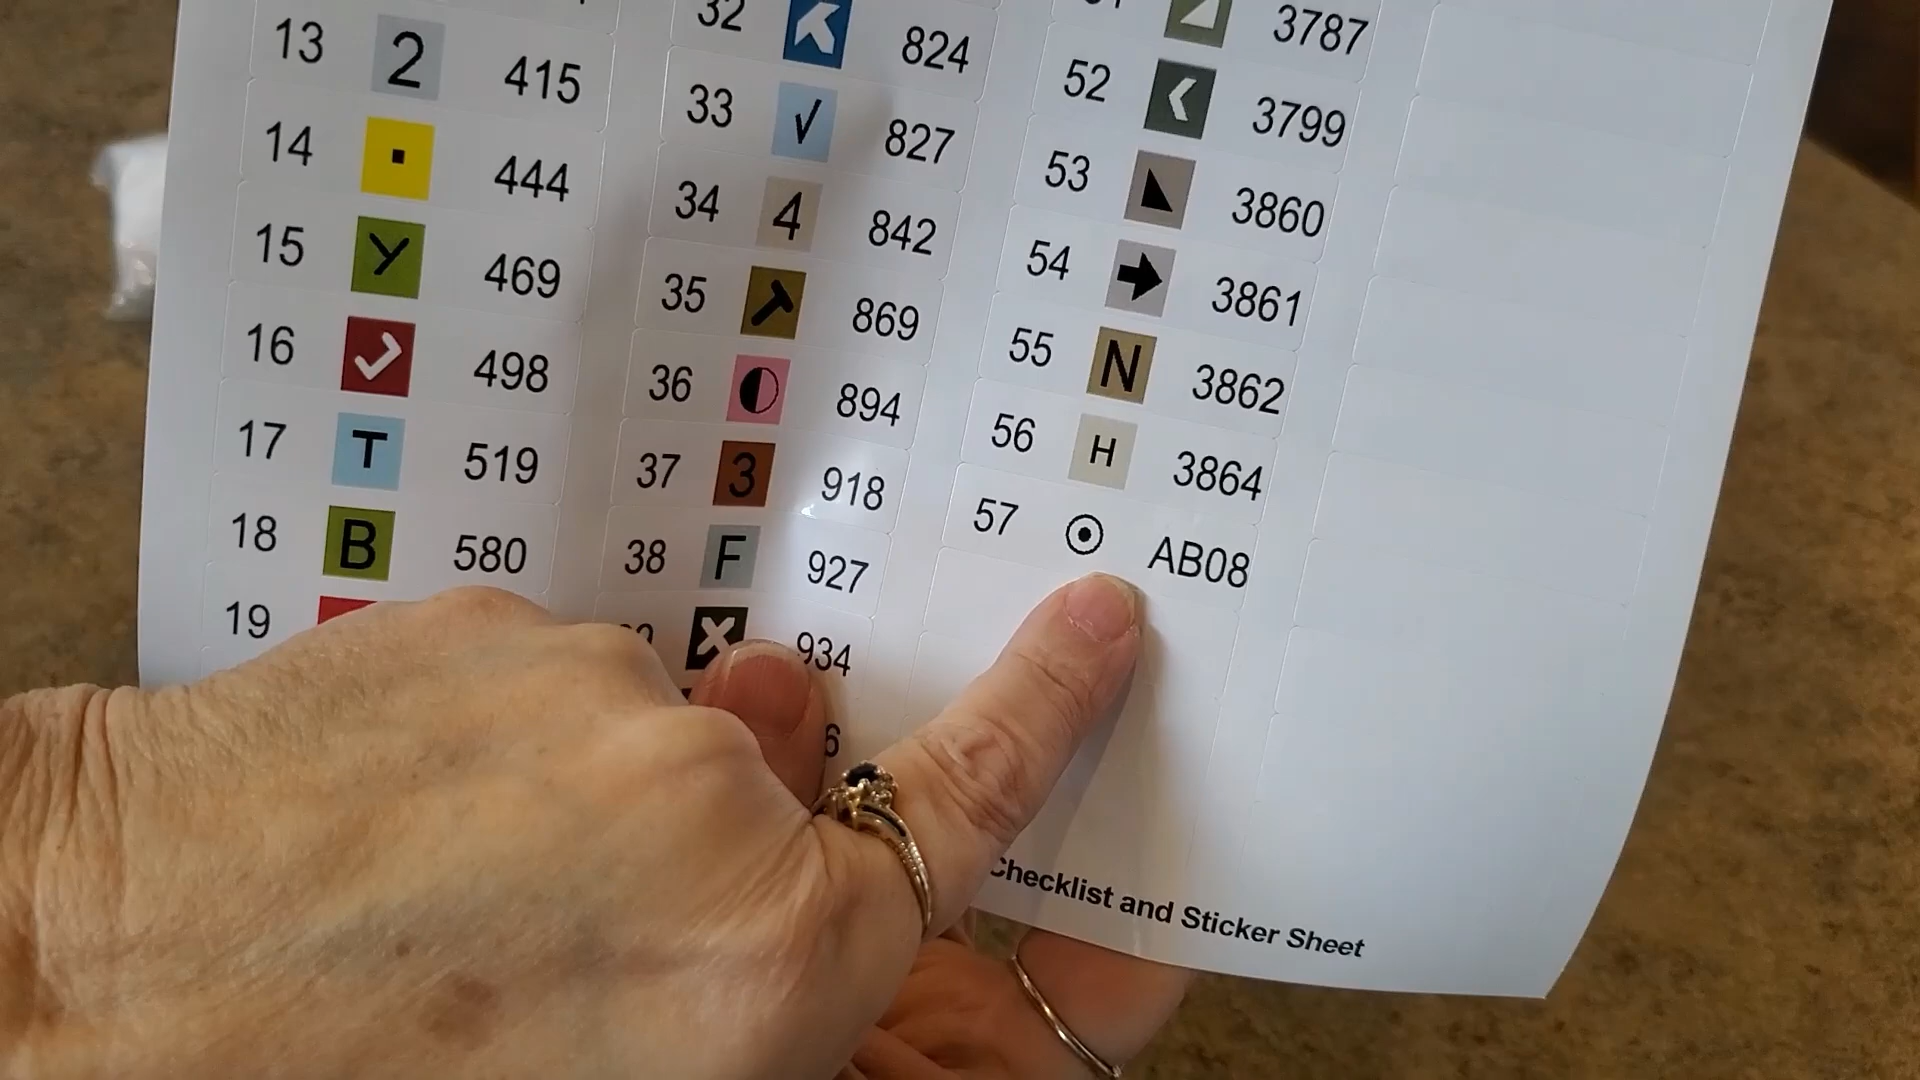 13 2 415
14 444
15 Y 469
16 498
17 T 519
18 B 580
19
32 824
33 √ 827
34 4 842
35 869
36 894
37 3 918
38 F 927
934
6
3787
52 3799
53 3860
54 3861
55 N 3862
56 H 3864
57 AB08
Checklist and Sticker Sheet